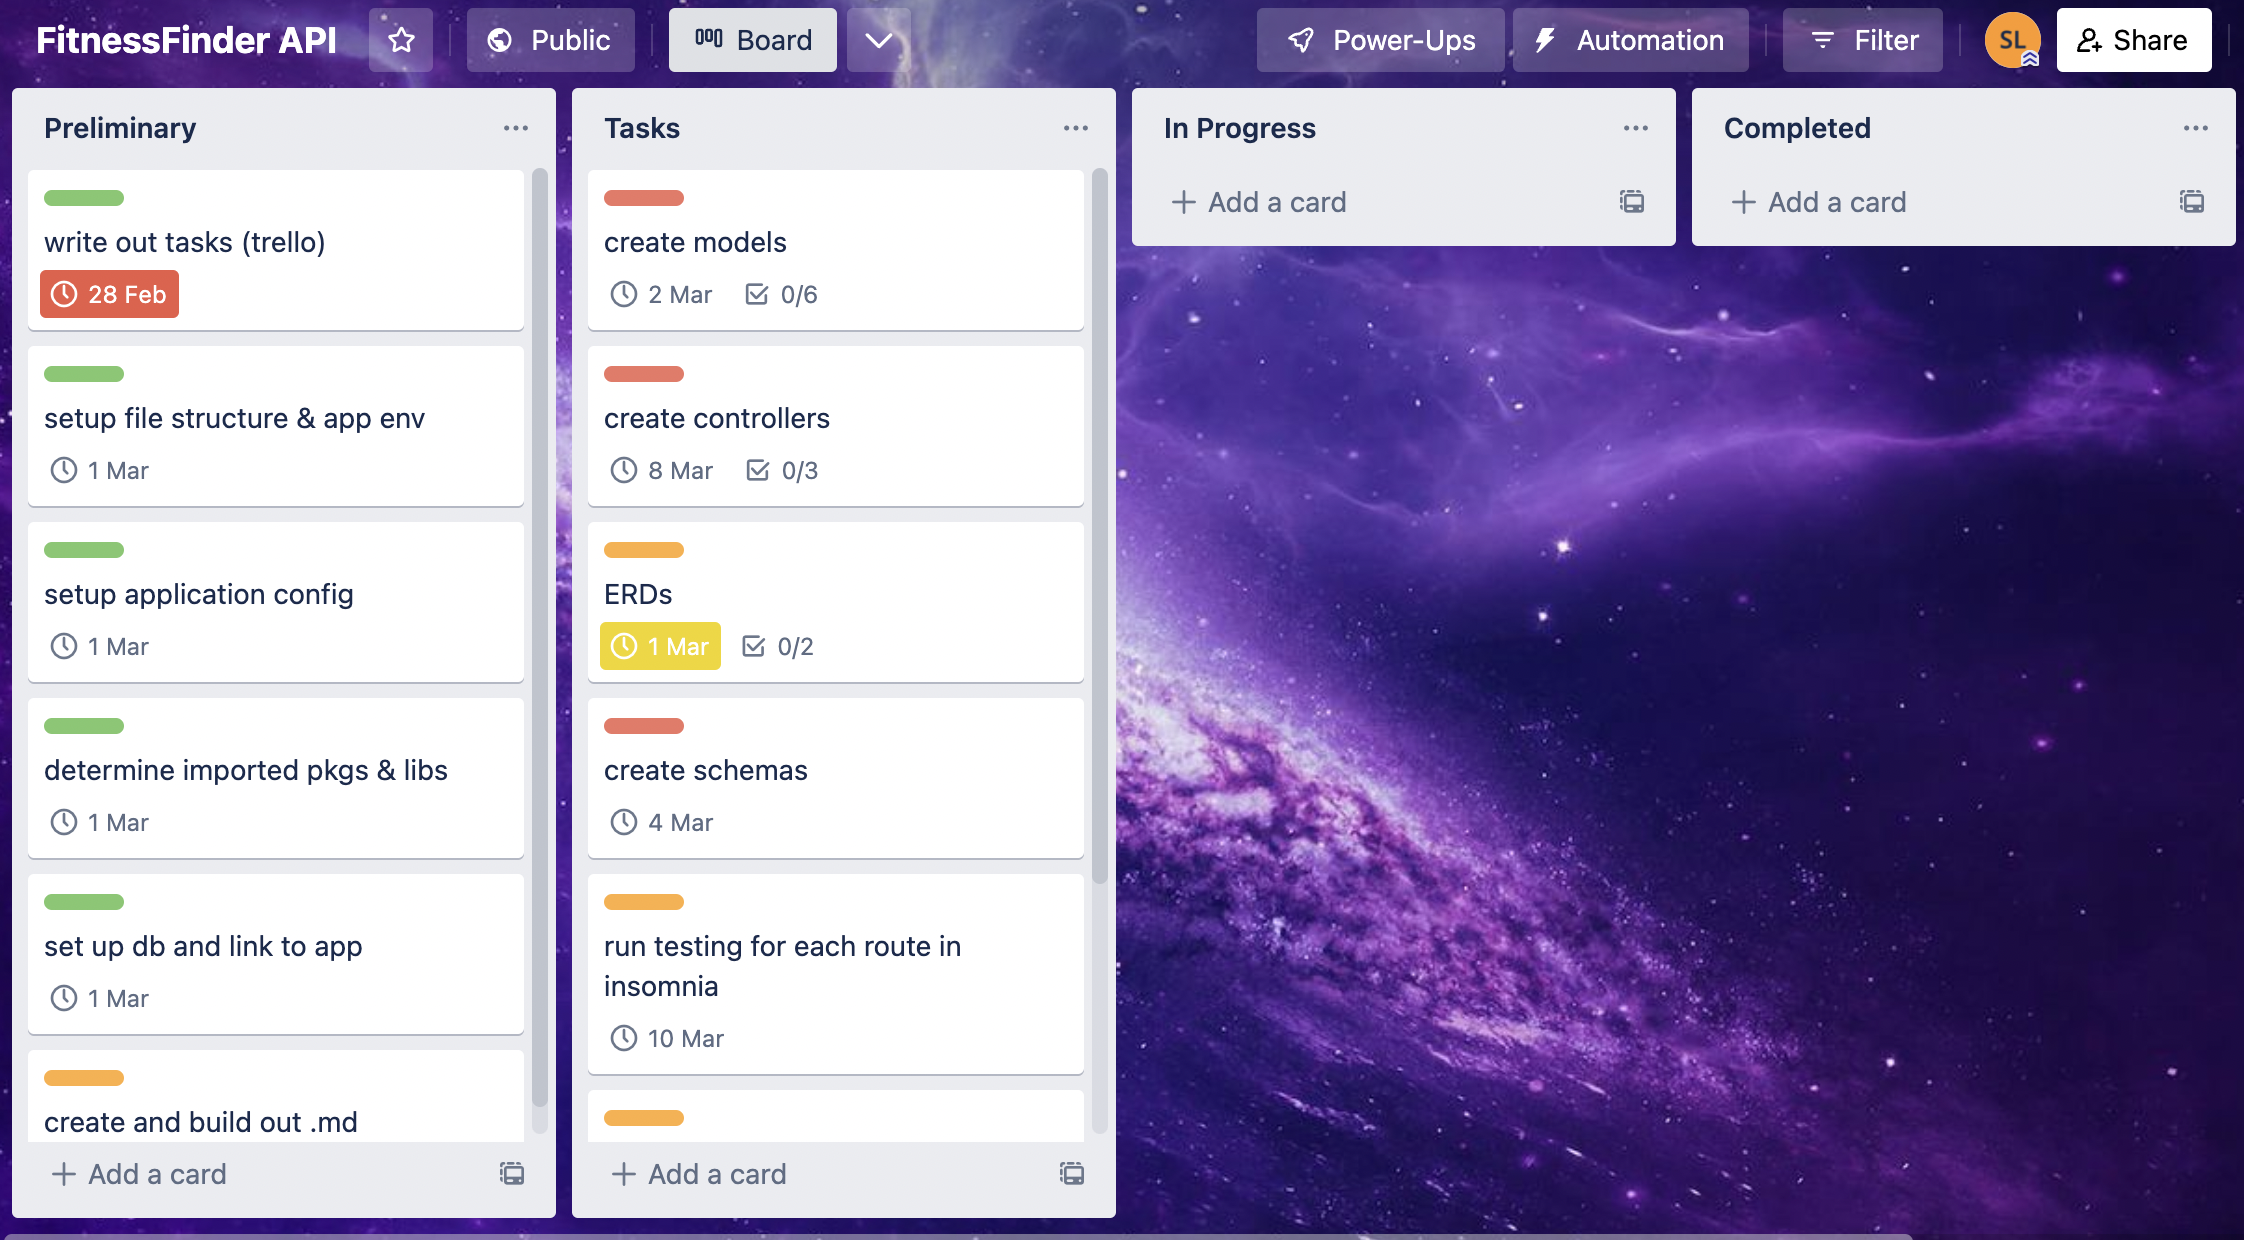 FitnessFinder API
Public
Board
Power-Ups
Automation
Filter
SL
Share
Preliminary
write out tasks (trello)
28 Feb
setup file structure & app env
1 Mar
setup application config
1 Mar
determine imported pkgs & libs
1 Mar
set up db and link to app
1 Mar
create and build out .md
Add a card
Tasks
create models
2 Mar
0/6
create controllers
8 Mar
0/3
ERDs
1 Mar
0/2
create schemas
4 Mar
run testing for each route in
insomnia
10 Mar
Add a card
In Progress
Add a card
Completed
Add a card